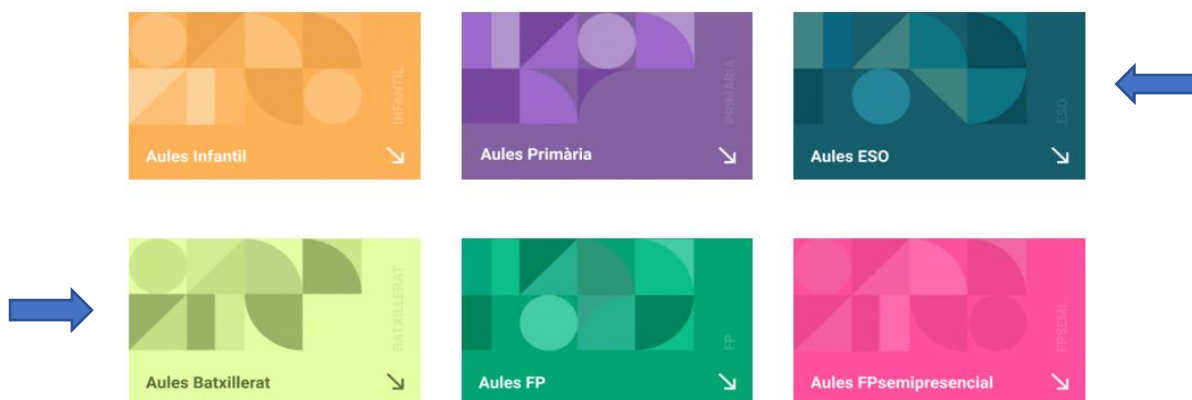 INFANTIL
Aules Infantil
PRIMÀRIA
Aules Primària
ESO
Aules ESO
BATXILLERAT
Aules Batxillerat
FP
Aules FP
FPSEMI
Aules FPsemipresencial